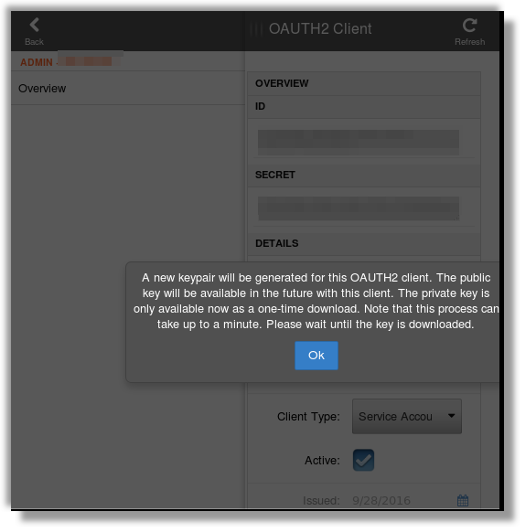 OAUTH2 Client
Back
Refresh
ADMIN -
Overview
OVERVIEW
ID
SECRET
DETAILS
A new keypair will be generated for this OAUTH2 client. The public
key will be available in the future with this client. The private key is
only available now as a one-time download. Note that this process can
take up to a minute. Please wait until the key is downloaded.
Ok
Client Type: Service Accou
Active:
Issued: 9/28/2016